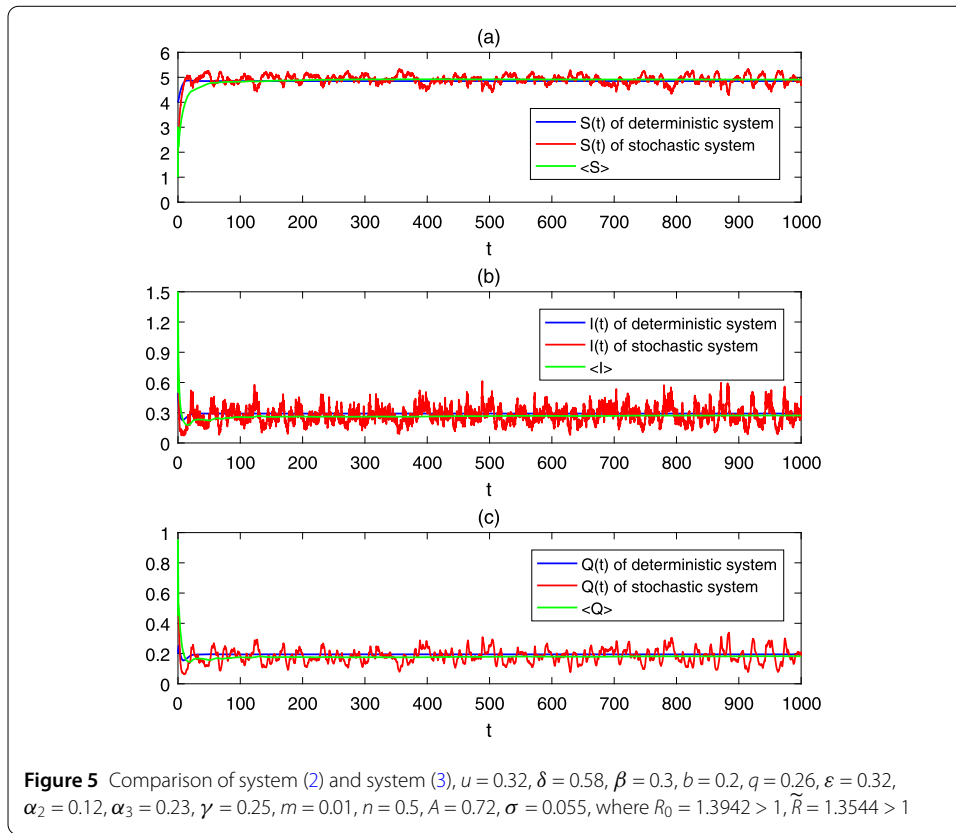 (a)
6
5
4
3
2
1
0
S(t) of deterministic system
S(t) of stochastic system
<S>
0 100 200 300 400 500 600 700 800 900 1000
t
(b)
1.5
1.2
0.9
0.6
0.3
0
I(t) of deterministic system
I(t) of stochastic system
<I>
0 100 200 300 400 500 600 700 800 900 1000
t
(c)
1
0.8
0.6
0.4
0.2
0
Q(t) of deterministic system
Q(t) of stochastic system
<Q>
0 100 200 300 400 500 600 700 800 900 1000
t
Figure 5 Comparison of system (2) and system (3), u = 0.32, δ = 0.58, β = 0.3, b = 0.2, q = 0.26, ε = 0.32,
α₂ = 0.12, α₃ = 0.23, γ = 0.25, m = 0.01, n = 0.5, A = 0.72, σ = 0.055, where R₀ = 1.3942 > 1, R̃ = 1.3544 > 1